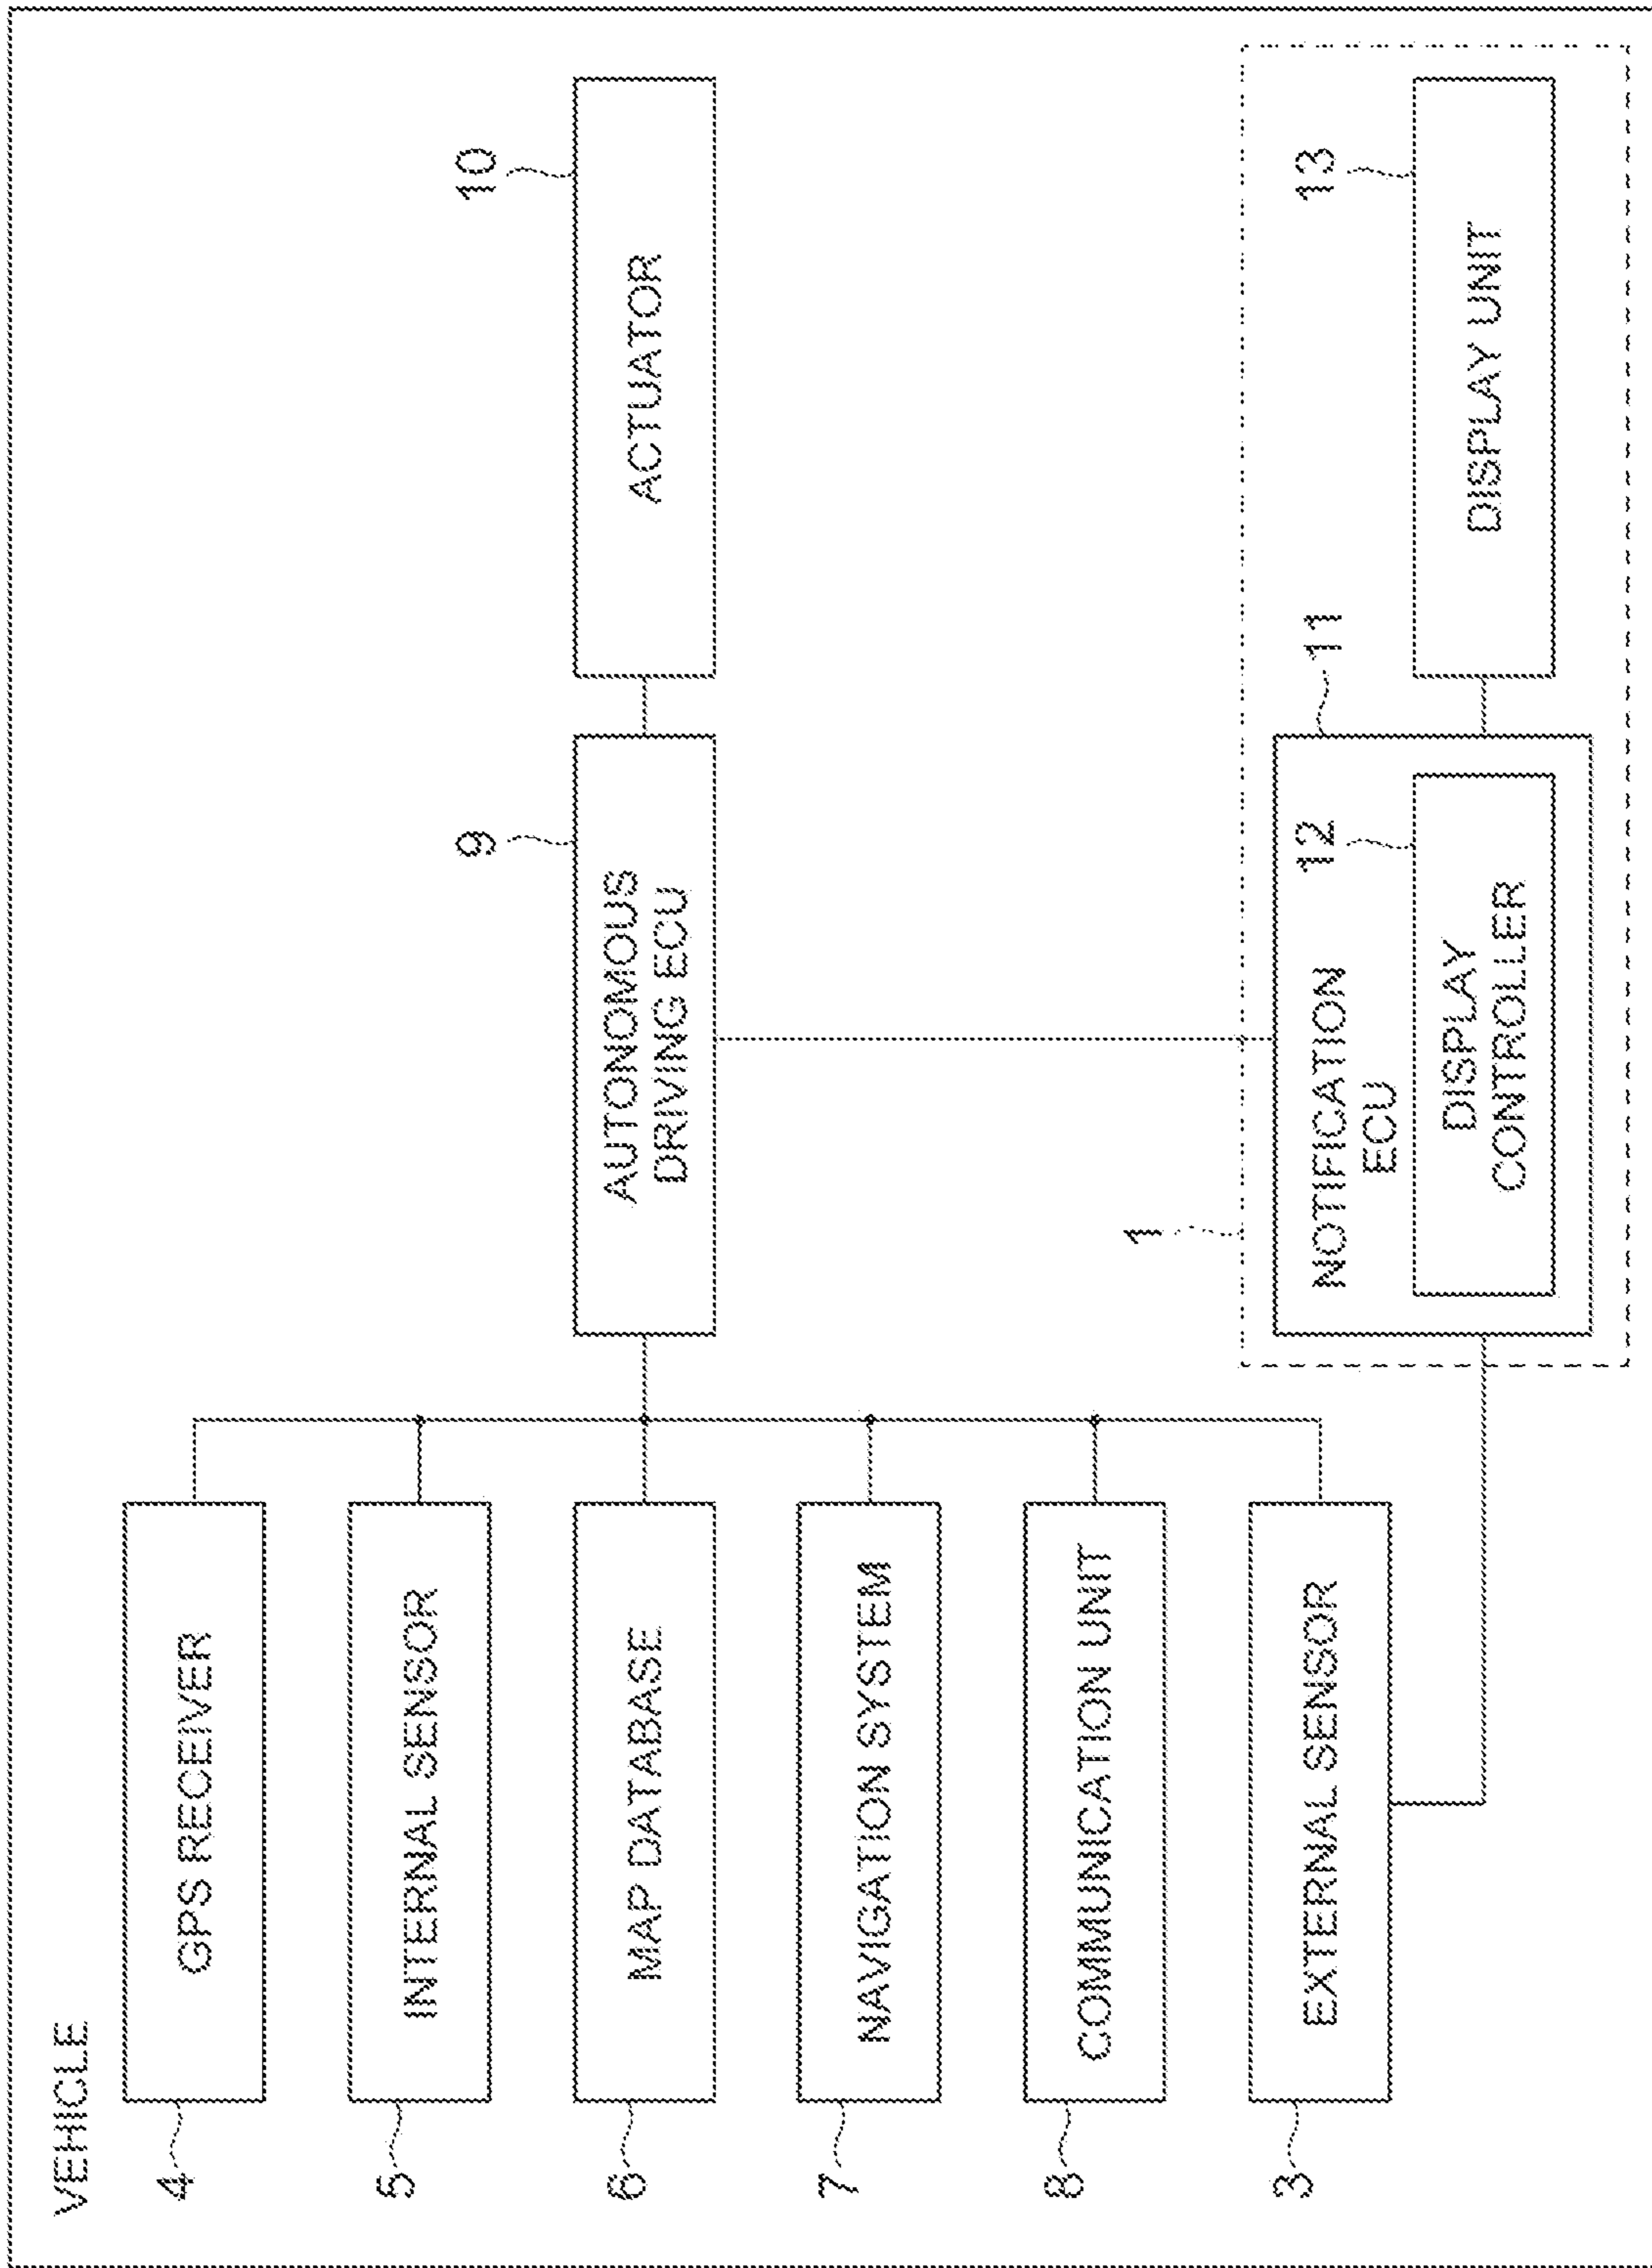 VEHICLE
4
GPS RECEIVER
5
INTERNAL SENSOR
6
MAP DATABASE
7
NAVIGATION SYSTEM
8
COMMUNICATION UNIT
3
EXTERNAL SENSOR
9
AUTONOMOUS
DRIVING ECU
10
ACTUATOR
1
11
NOTIFICATION
ECU
12
DISPLAY
CONTROLLER
13
DISPLAY UNIT